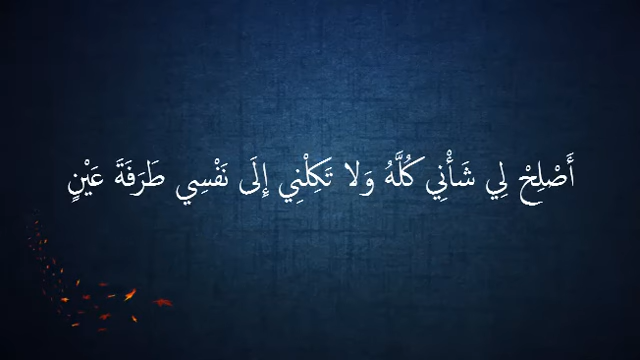 أَصْلِحْ لِي شَأْنِي كُلَّهُ وَلا تَكِلْنِي إِلَى نَفْسِي طَرَفَةَ عَيْنٍ